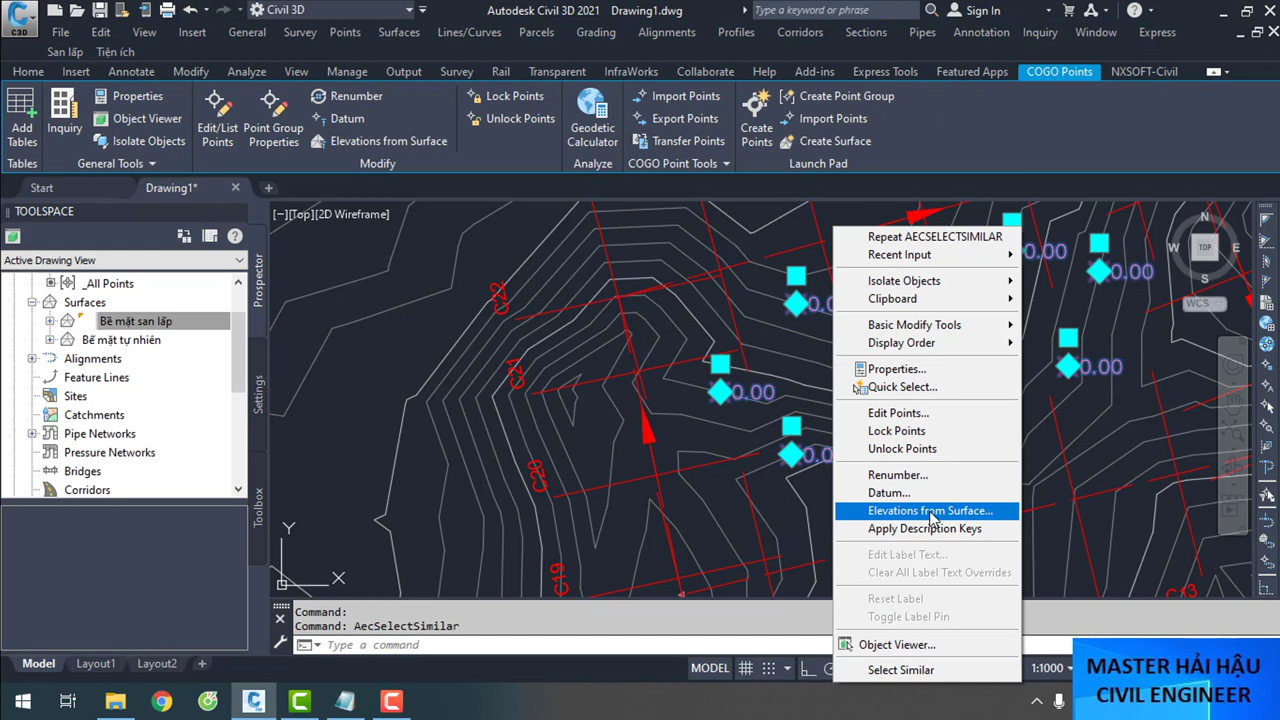 Civil 3D
Autodesk Civil 3D 2021 Drawing1.dwg
Type a keyword or phrase
Sign In
C3D
File Edit View Insert General Survey Points Surfaces Lines/Curves Parcels Grading Alignments Profiles Corridors Sections Pipes Annotation Inquiry Window Express
San lấp Tiện ích
Home Insert Annotate Modify Analyze View Manage Output Survey Rail Transparent InfraWorks Collaborate Help Add-ins Express Tools Featured Apps COGO Points NXSOFT-Civil
Add Tables
Inquiry
Properties
Object Viewer
Isolate Objects
Edit/List Points
Point Group Properties
Renumber
Datum
Elevations from Surface
Lock Points
Unlock Points
Geodetic Calculator
Import Points
Export Points
Transfer Points
Create Points
Create Point Group
Import Points
Create Surface
Tables General Tools Modify Analyze COGO Point Tools Launch Pad
Start Drawing1*
TOOLSPACE
Active Drawing View
_All Points
Surfaces
Bề mặt san lấp
Bề mặt tự nhiên
Alignments
Feature Lines
Sites
Catchments
Pipe Networks
Pressure Networks
Bridges
Corridors
Prospector
Settings
Toolbox
[−][Top][2D Wireframe]
C22
C21
C20
C19
C13
0.00
0.00
0.00
0.00
N
W TOP E
S
WCS
Y
X
Repeat AECSELECTSIMILAR
Recent Input
Isolate Objects
Clipboard
Basic Modify Tools
Display Order
Properties...
Quick Select...
Edit Points...
Lock Points
Unlock Points
Renumber...
Datum...
Elevations from Surface...
Apply Description Keys
Edit Label Text...
Clear All Label Text Overrides
Reset Label
Toggle Label Pin
Object Viewer...
Select Similar
Command:
Command: AecSelectSimilar
Type a command
Model Layout1 Layout2 +
MODEL
1:1000
MASTER HẢI HẬU
CIVIL ENGINEER